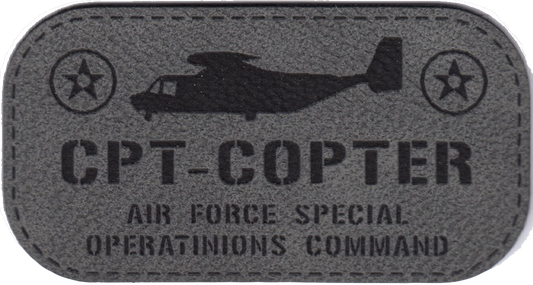 CPT-COPTER
AIR FORCE SPECIAL
OPERATINIONS COMMAND